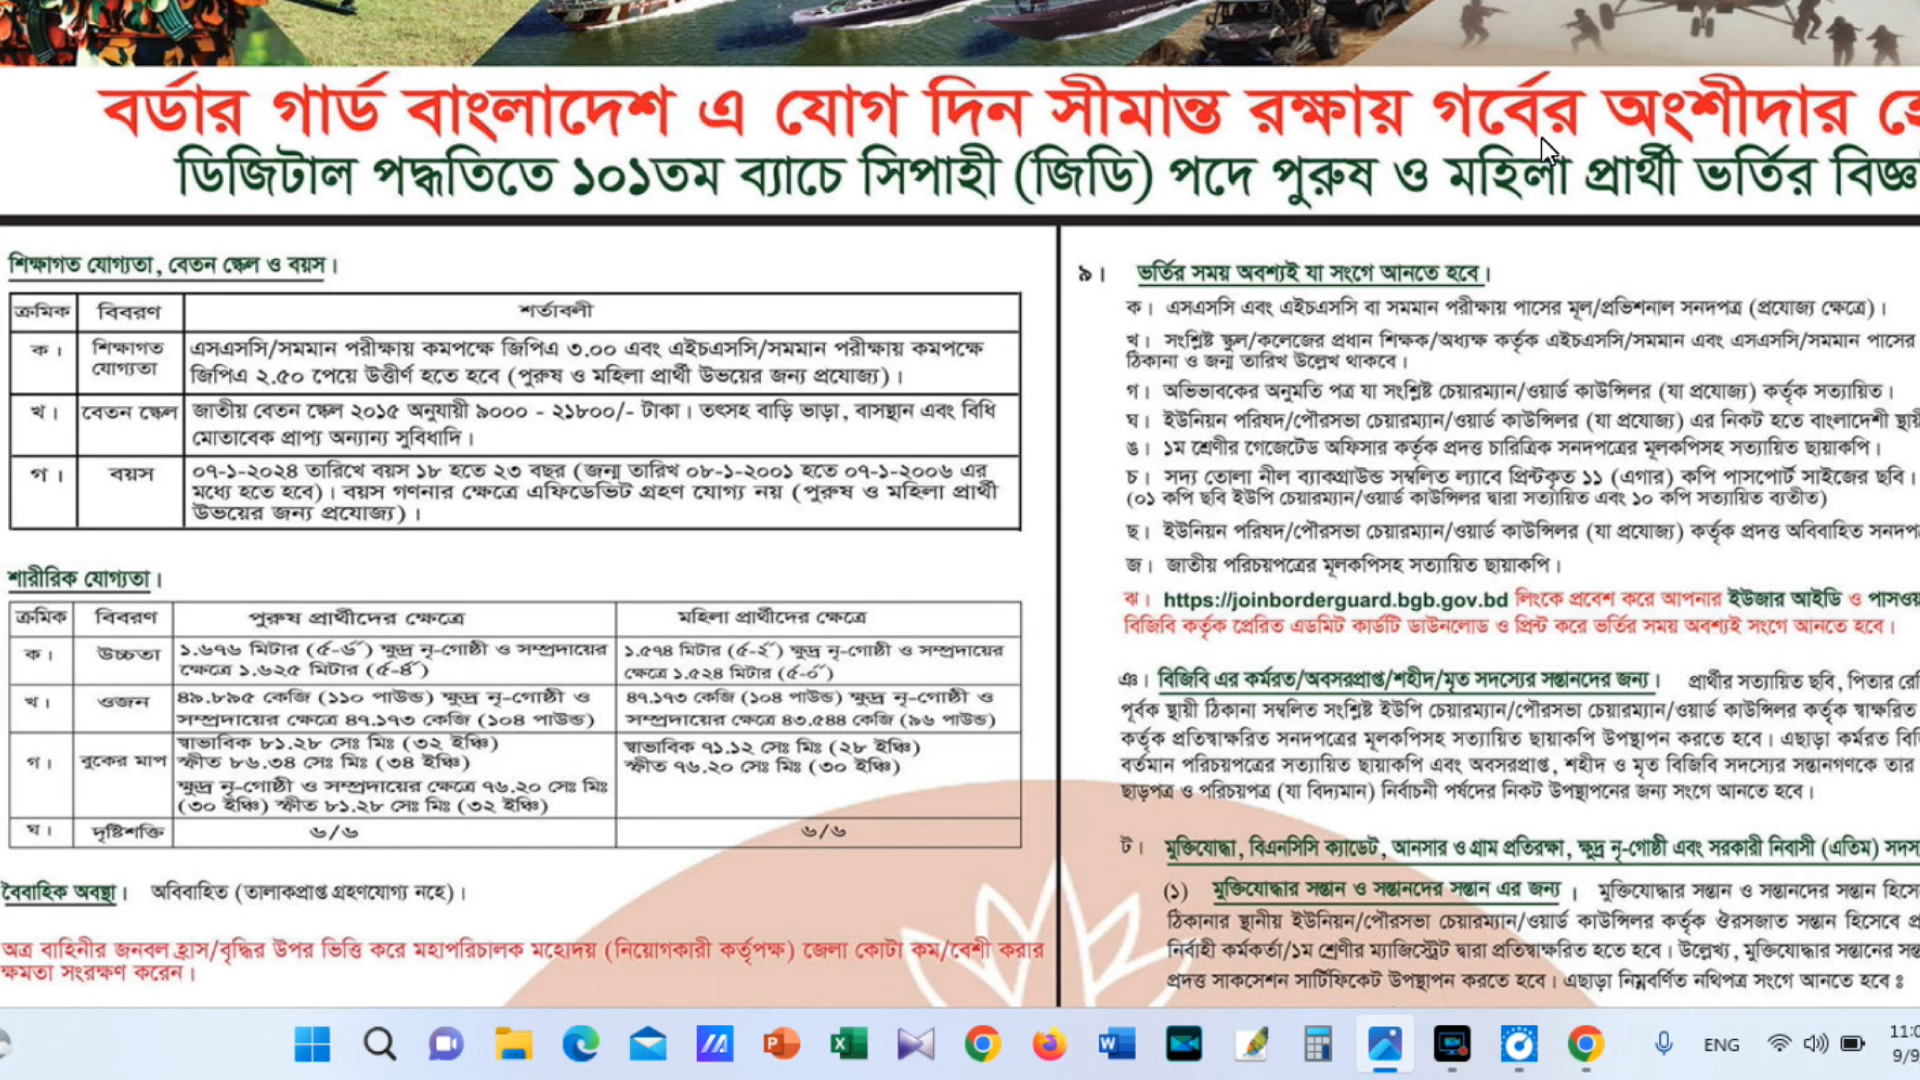 বর্ডার গার্ড বাংলাদেশ এ যোগ দিন সীমান্ত রক্ষায় গর্বের অংশীদার
ডিজিটাল পদ্ধতিতে ১০১তম ব্যাচে সিপাহী (জিডি) পদে পুরুষ ও মহিলা প্রার্থী ভর্তির
শিক্ষাগত যোগ্যতা, বেতন স্কেল ও বয়স।
ক্রমিক বিবরণ শর্তাবলী
ক। শিক্ষাগত যোগ্যতা এসএসসি/সমমান পরীক্ষায় কমপক্ষে জিপিএ ৩.০০ এবং এইচএসসি/সমমান পরীক্ষায় কমপক্ষে
জিপিএ ২.৫০ পেয়ে উত্তীর্ণ হতে হবে (পুরুষ ও মহিলা প্রার্থী উভয়ের জন্য প্রযোজ্য)।
খ। বেতন স্কেল জাতীয় বেতন স্কেল ২০১৫ অনুযায়ী ৯০০০ - ২১৮০০/- টাকা। তৎসহ বাড়ি ভাড়া, বাসস্থান এবং বিধি
মোতাবেক প্রাপ্য অন্যান্য সুবিধাদি।
গ। বয়স ০৭-১-২০২৪ তারিখে বয়স ১৮ হতে ২৩ বছর (জন্ম তারিখ ০৮-১-২০০১ হতে ০৭-১-২০০৬ এর
মধ্যে হতে হবে)। বয়স গণনার ক্ষেত্রে এফিডেভিট গ্রহণ যোগ্য নয় (পুরুষ ও মহিলা প্রার্থী
উভয়ের জন্য প্রযোজ্য)।
শারীরিক যোগ্যতা।
ক্রমিক বিবরণ পুরুষ প্রার্থীদের ক্ষেত্রে মহিলা প্রার্থীদের ক্ষেত্রে
ক। উচ্চতা ১.৬৭৬ মিটার (৫´-৬˝) ক্ষুদ্র নৃ-গোষ্ঠী ও সম্প্রদায়ের
ক্ষেত্রে ১.৬২৫ মিটার (৫´-৪˝)
১.৫৭৪ মিটার (৫´-২˝) ক্ষুদ্র নৃ-গোষ্ঠী ও সম্প্রদায়ের
ক্ষেত্রে ১.৫২৪ মিটার (৫´-০˝)
খ। ওজন ৪৯.৮৯৫ কেজি (১১০ পাউন্ড) ক্ষুদ্র নৃ-গোষ্ঠী ও
সম্প্রদায়ের ক্ষেত্রে ৪৭.১৭৩ কেজি (১০৪ পাউন্ড)
৪৭.১৭৩ কেজি (১০৪ পাউন্ড) ক্ষুদ্র নৃ-গোষ্ঠী ও
সম্প্রদায়ের ক্ষেত্রে ৪৩.৫৪৪ কেজি (৯৬ পাউন্ড)
গ। বুকের মাপ স্বাভাবিক ৮১.২৮ সেঃ মিঃ (৩২ ইঞ্চি)
স্ফীত ৮৬.৩৪ সেঃ মিঃ (৩৪ ইঞ্চি)
ক্ষুদ্র নৃ-গোষ্ঠী ও সম্প্রদায়ের ক্ষেত্রে ৭৬.২০ সেঃ মিঃ
(৩০ ইঞ্চি) স্ফীত ৮১.২৮ সেঃ মিঃ (৩২ ইঞ্চি)
স্বাভাবিক ৭১.১২ সেঃ মিঃ (২৮ ইঞ্চি)
স্ফীত ৭৬.২০ সেঃ মিঃ (৩০ ইঞ্চি)
ঘ। দৃষ্টিশক্তি ৬/৬ ৬/৬
বৈবাহিক অবস্থা। অবিবাহিত (তালাকপ্রাপ্ত গ্রহণযোগ্য নহে)।
অত্র বাহিনীর জনবল হ্রাস/বৃদ্ধির উপর ভিত্তি করে মহাপরিচালক মহোদয় (নিয়োগকারী কর্তৃপক্ষ) জেলা কোটা কম/বেশী করার
ক্ষমতা সংরক্ষণ করেন।
৯। ভর্তির সময় অবশ্যই যা সংগে আনতে হবে।
ক। এসএসসি এবং এইচএসসি বা সমমান পরীক্ষায় পাসের মূল/প্রভিশনাল সনদপত্র (প্রযোজ্য ক্ষেত্রে)।
খ। সংশ্লিষ্ট স্কুল/কলেজের প্রধান শিক্ষক/অধ্যক্ষ কর্তৃক এইচএসসি/সমমান এবং এসএসসি/সমমান পাসের
ঠিকানা ও জন্ম তারিখ উল্লেখ থাকবে।
গ। অভিভাবকের অনুমতি পত্র যা সংশ্লিষ্ট চেয়ারম্যান/ওয়ার্ড কাউন্সিলর (যা প্রযোজ্য) কর্তৃক সত্যায়িত।
ঘ। ইউনিয়ন পরিষদ/পৌরসভা চেয়ারম্যান/ওয়ার্ড কাউন্সিলর (যা প্রযোজ্য) এর নিকট হতে বাংলাদেশী
ঙ। ১ম শ্রেণীর গেজেটেড অফিসার কর্তৃক প্রদত্ত চারিত্রিক সনদপত্রের মূলকপিসহ সত্যায়িত ছায়াকপি।
চ। সদ্য তোলা নীল ব্যাকগ্রাউন্ড সম্বলিত ল্যাবে প্রিন্টকৃত ১১ (এগার) কপি পাসপোর্ট সাইজের ছবি।
(০১ কপি ছবি ইউপি চেয়ারম্যান/ওয়ার্ড কাউন্সিলর দ্বারা সত্যায়িত এবং ১০ কপি সত্যায়িত ব্যতীত)
ছ। ইউনিয়ন পরিষদ/পৌরসভা চেয়ারম্যান/ওয়ার্ড কাউন্সিলর (যা প্রযোজ্য) কর্তৃক প্রদত্ত অবিবাহিত
জ। জাতীয় পরিচয়পত্রের মূলকপিসহ সত্যায়িত ছায়াকপি।
ঝ। https://joinborderguard.bgb.gov.bd লিংকে প্রবেশ করে আপনার ইউজার আইডি ও
বিজিবি কর্তৃক প্রেরিত এডমিট কার্ডটি ডাউনলোড ও প্রিন্ট করে ভর্তির সময় অবশ্যই সংগে আনতে হবে।
ঞ। বিজিবি এর কর্মরত/অবসরপ্রাপ্ত/শহীদ/মৃত সদস্যের সন্তানদের জন্য। প্রার্থীর সত্যায়িত ছবি, পিতার
পূর্বক স্থায়ী ঠিকানা সম্বলিত সংশ্লিষ্ট ইউপি চেয়ারম্যান/পৌরসভা চেয়ারম্যান/ওয়ার্ড কাউন্সিলর কর্তৃক স্বাক্ষরিত
কর্তৃক প্রতিস্বাক্ষরিত সনদপত্রের মূলকপিসহ সত্যায়িত ছায়াকপি উপস্থাপন করতে হবে। এছাড়া কর্মরত
বর্তমান পরিচয়পত্রের সত্যায়িত ছায়াকপি এবং অবসরপ্রাপ্ত, শহীদ ও মৃত বিজিবি সদস্যের সন্তানগণকে তার
ছাড়পত্র ও পরিচয়পত্র (যা বিদ্যমান) নির্বাচনী পর্ষদের নিকট উপস্থাপনের জন্য সংগে আনতে হবে।
ট। মুক্তিযোদ্ধা, বিএনসিসি ক্যাডেট, আনসার ও গ্রাম প্রতিরক্ষা, ক্ষুদ্র নৃ-গোষ্ঠী এবং সরকারী নিবাসী (এতিম)
(১) মুক্তিযোদ্ধার সন্তান ও সন্তানদের সন্তান এর জন্য। মুক্তিযোদ্ধার সন্তান ও সন্তানদের সন্তান
ঠিকানার স্থানীয় ইউনিয়ন/পৌরসভা চেয়ারম্যান/ওয়ার্ড কাউন্সিলর কর্তৃক ঔরসজাত সন্তান হিসেবে
নির্বাহী কর্মকর্তা/১ম শ্রেণীর ম্যাজিস্ট্রেট দ্বারা প্রতিস্বাক্ষরিত হতে হবে। উল্লেখ্য, মুক্তিযোদ্ধার সন্তানের
প্রদত্ত সাকসেশন সার্টিফিকেট উপস্থাপন করতে হবে। এছাড়া নিম্নবর্ণিত নথিপত্র সংগে আনতে হবেঃ
ENG